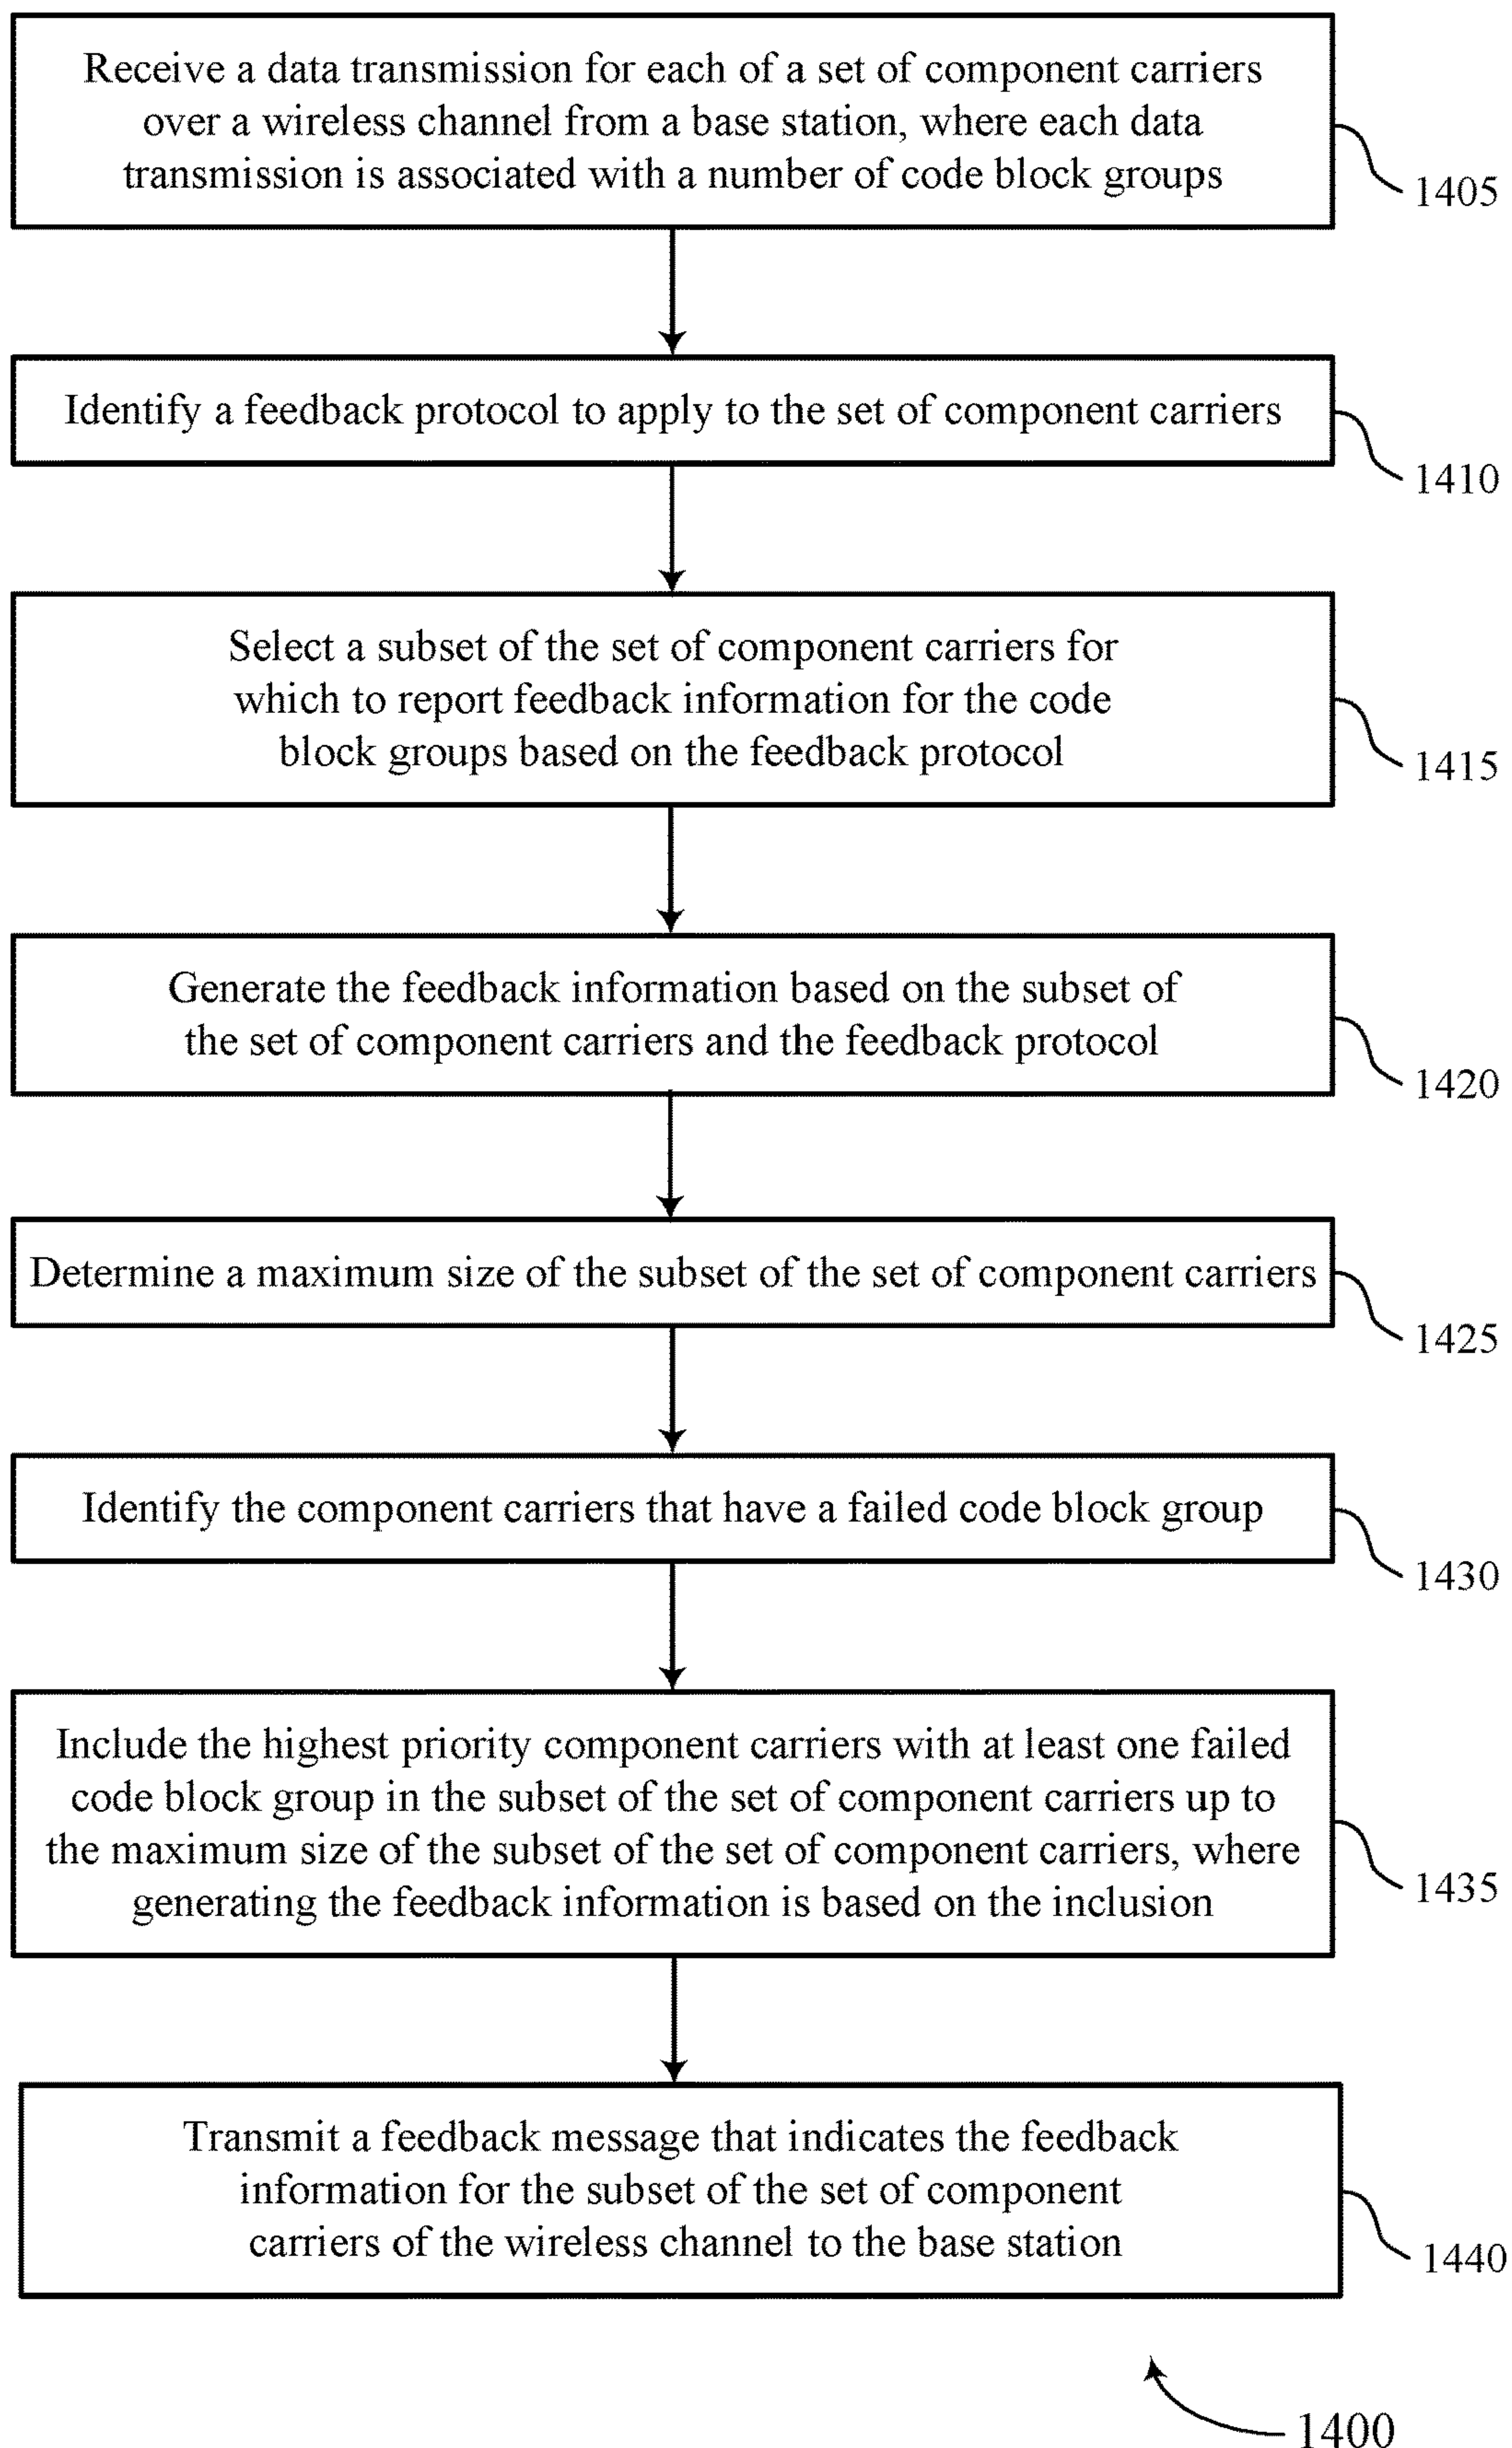 Receive a data transmission for each of a set of component carriers
over a wireless channel from a base station, where each data
transmission is associated with a number of code block groups
1405
Identify a feedback protocol to apply to the set of component carriers
1410
Select a subset of the set of component carriers for
which to report feedback information for the code
block groups based on the feedback protocol
1415
Generate the feedback information based on the subset of
the set of component carriers and the feedback protocol
1420
Determine a maximum size of the subset of the set of component carriers
1425
Identify the component carriers that have a failed code block group
1430
Include the highest priority component carriers with at least one failed
code block group in the subset of the set of component carriers up to
the maximum size of the subset of the set of component carriers, where
generating the feedback information is based on the inclusion
1435
Transmit a feedback message that indicates the feedback
information for the subset of the set of component
carriers of the wireless channel to the base station
1440
1400